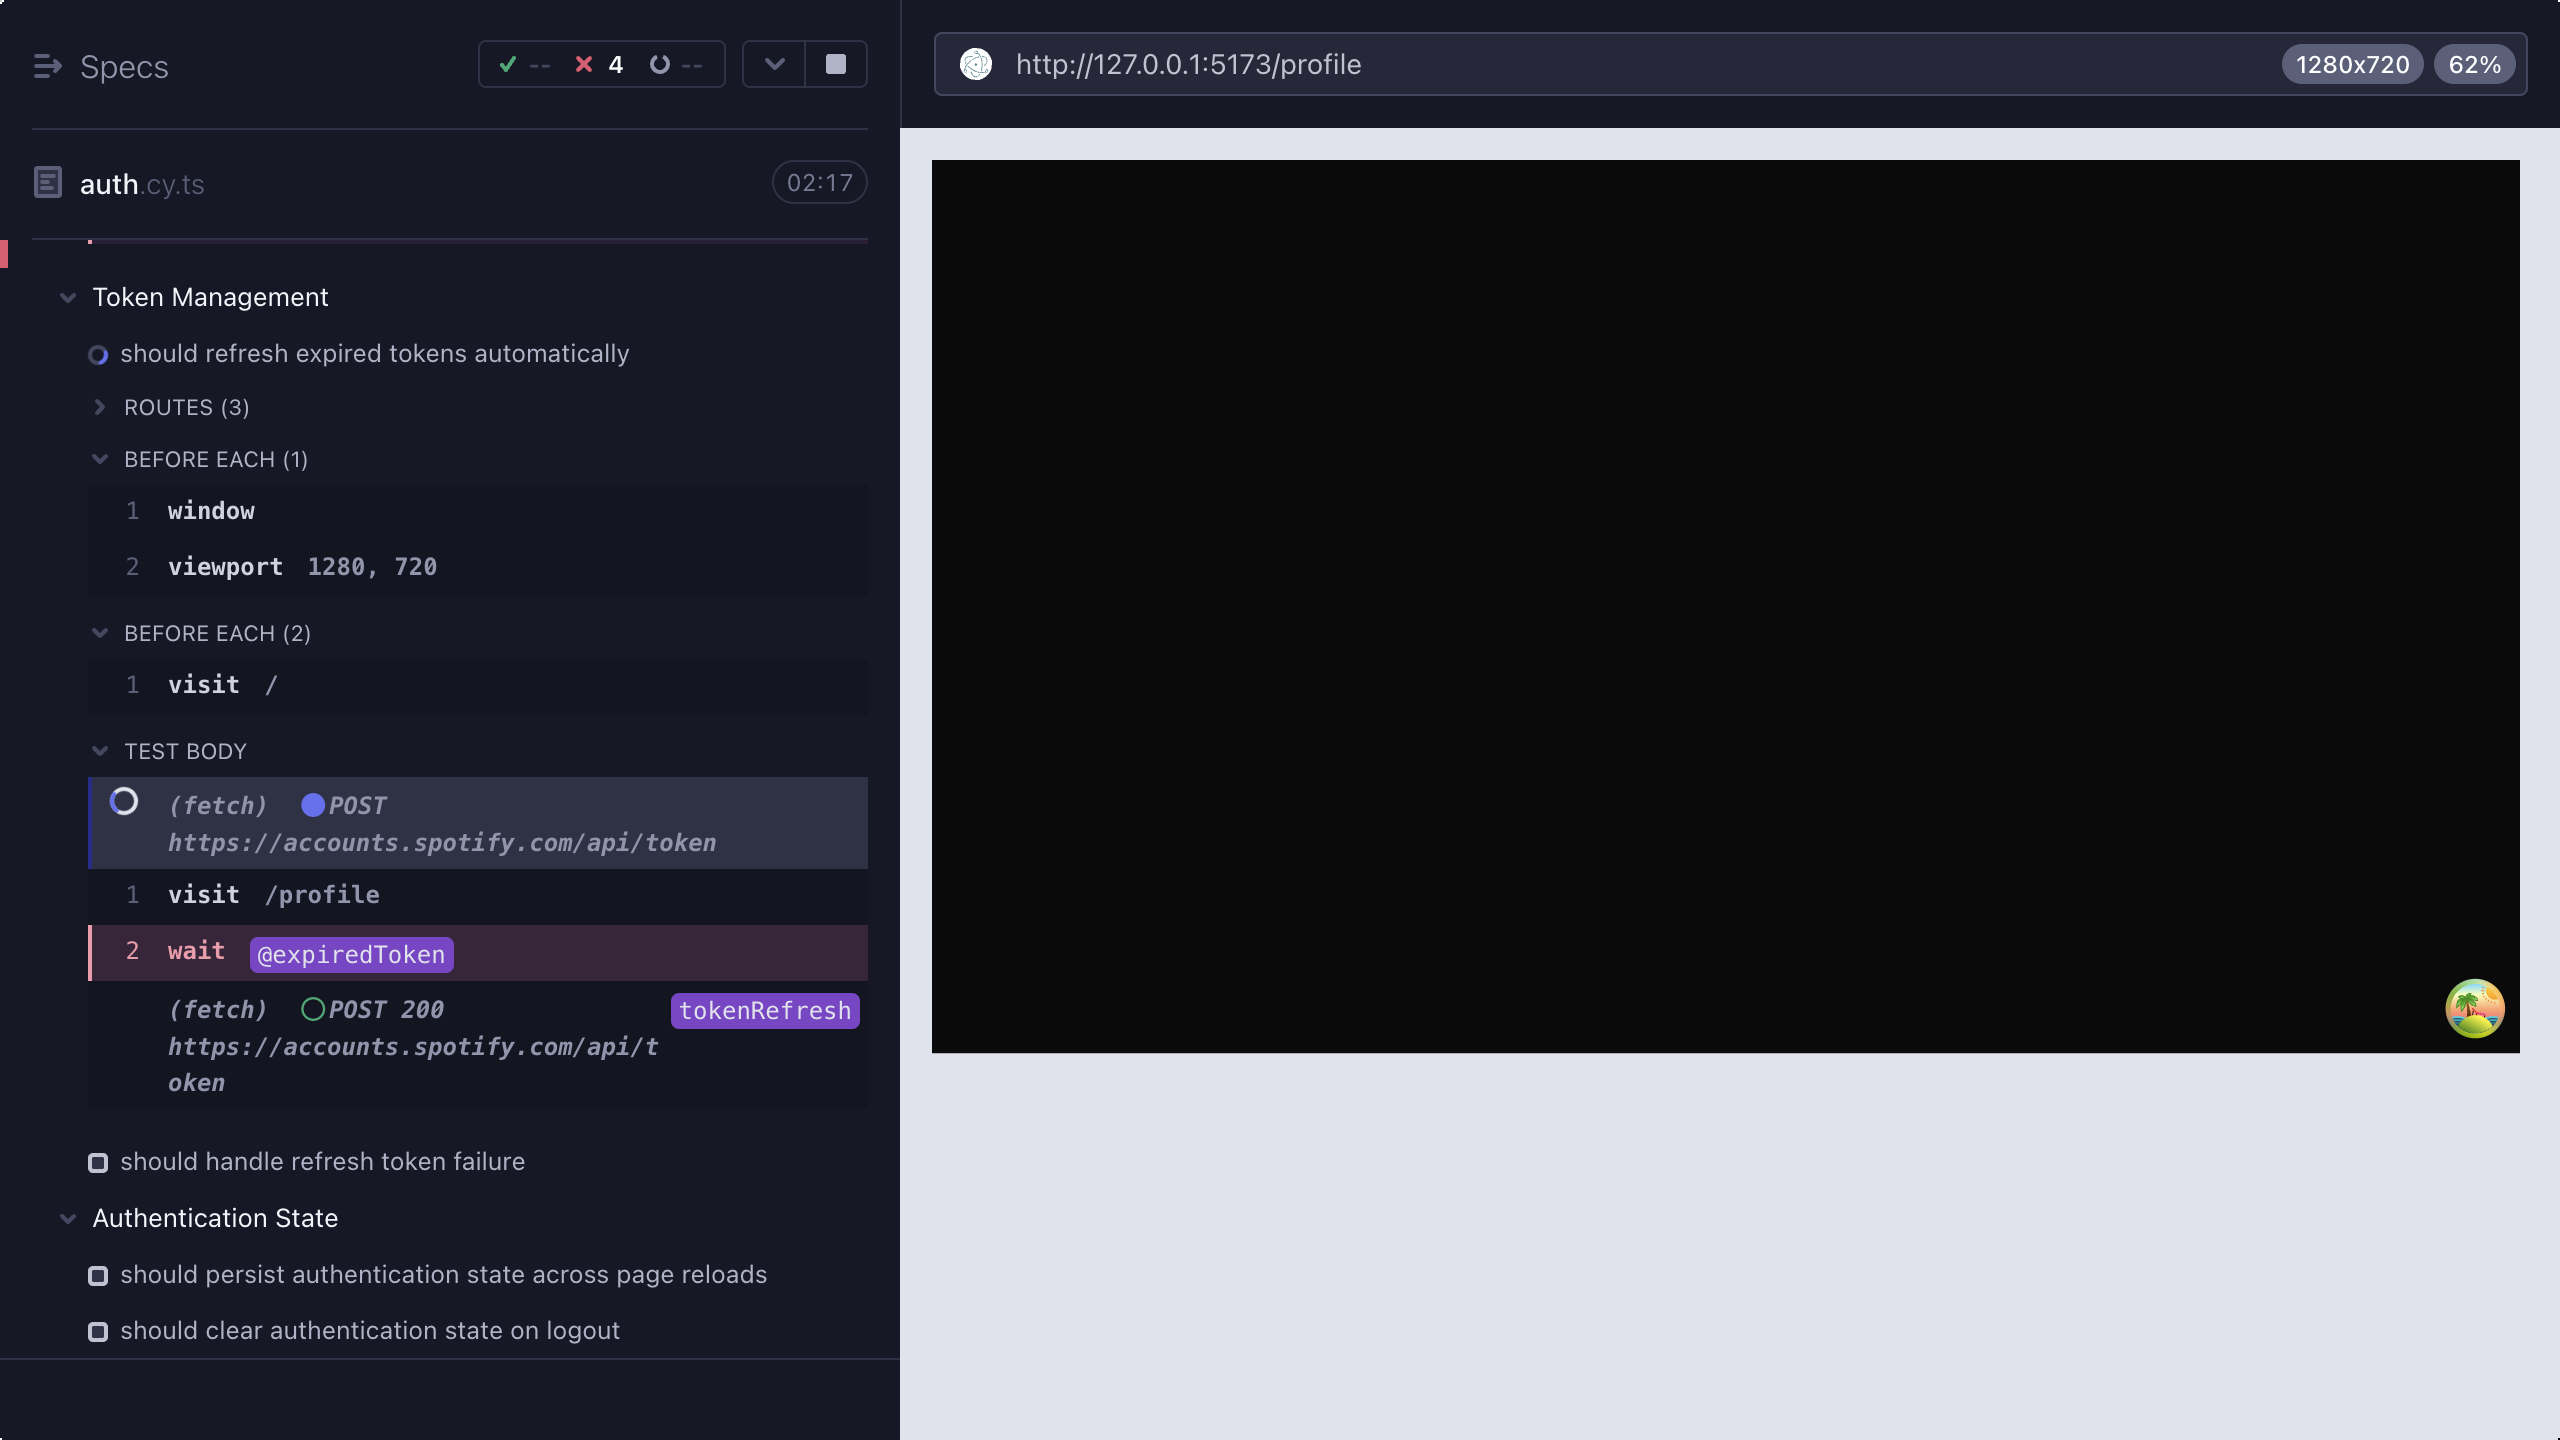 Specs
-- 4 --
auth.cy.ts
02:17
Token Management
should refresh expired tokens automatically
ROUTES (3)
BEFORE EACH (1)
1 window
2 viewport 1280, 720
BEFORE EACH (2)
1 visit /
TEST BODY
(fetch) POST
https://accounts.spotify.com/api/token
1 visit /profile
2 wait @expiredToken
(fetch) POST 200 tokenRefresh
https://accounts.spotify.com/api/t
oken
should handle refresh token failure
Authentication State
should persist authentication state across page reloads
should clear authentication state on logout
http://127.0.0.1:5173/profile
1280x720
62%